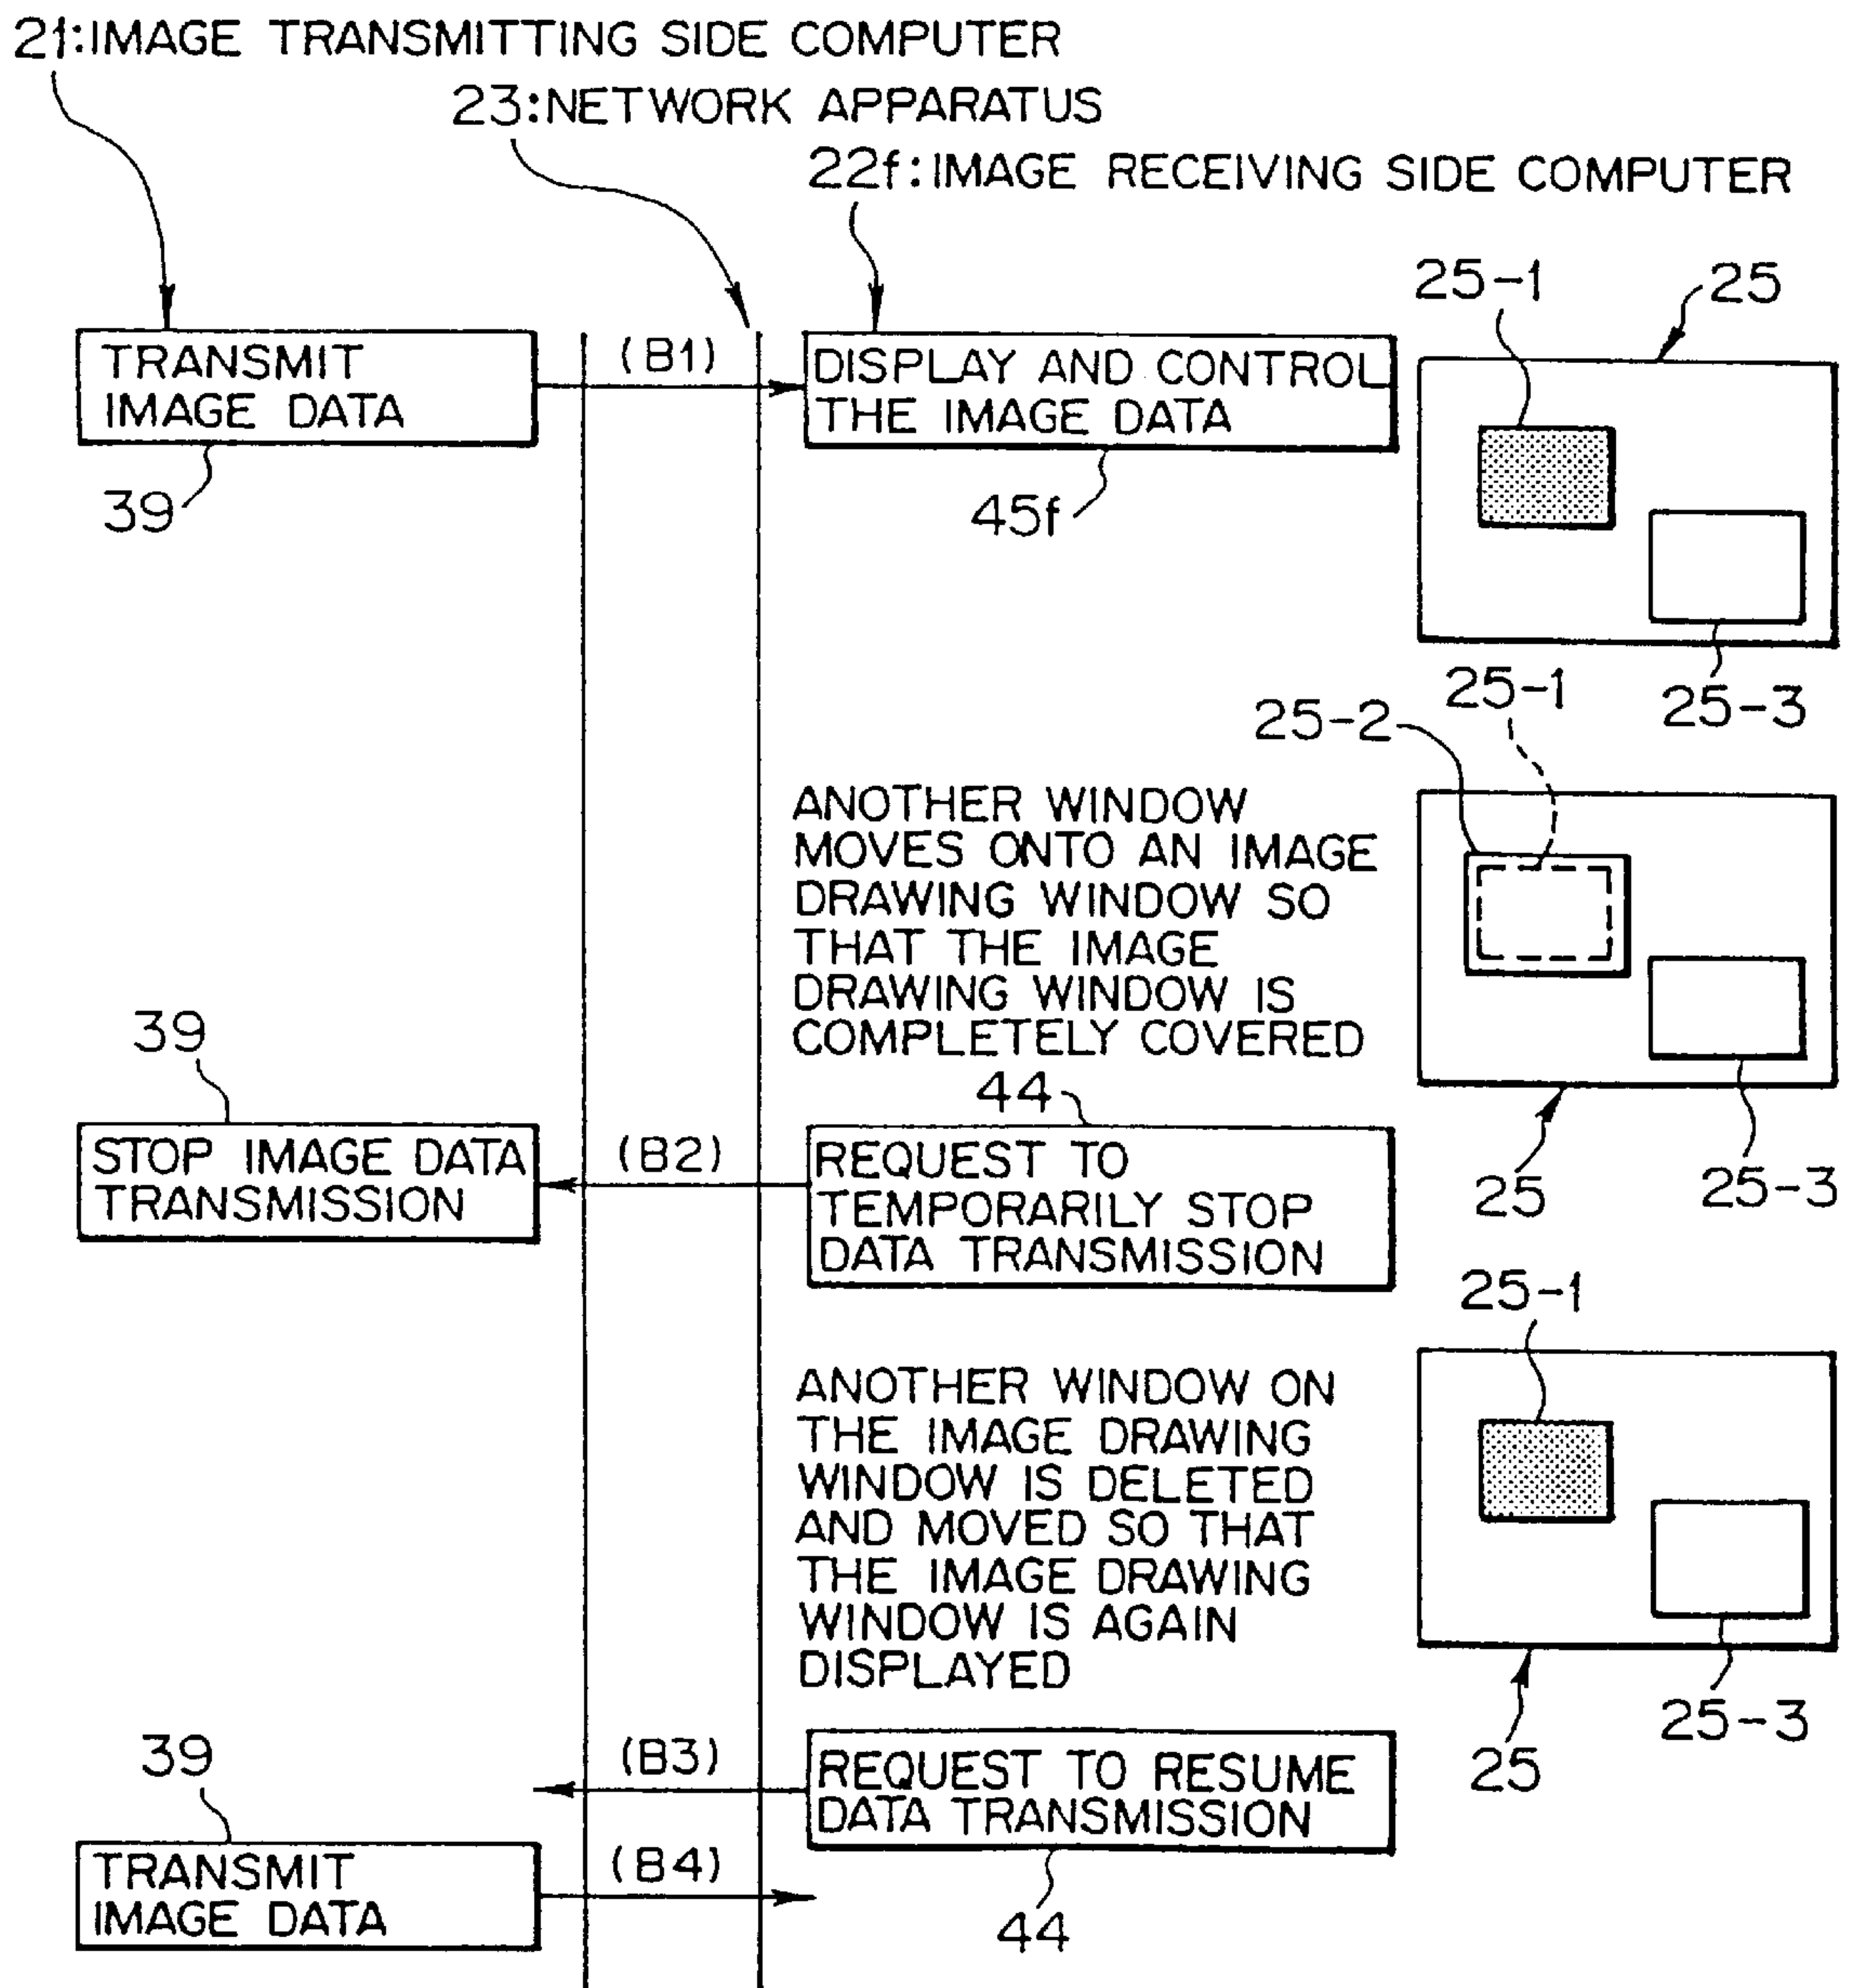 21:IMAGE TRANSMITTING SIDE COMPUTER
23:NETWORK APPARATUS
22f:IMAGE RECEIVING SIDE COMPUTER
25-1
25
TRANSMIT
IMAGE DATA
(B1)
DISPLAY AND CONTROL
THE IMAGE DATA
39
45f
25-3
25-1
25-2
ANOTHER WINDOW
MOVES ONTO AN IMAGE
DRAWING WINDOW SO
THAT THE IMAGE
DRAWING WINDOW IS
COMPLETELY COVERED
39
44
STOP IMAGE DATA
TRANSMISSION
(B2)
REQUEST TO
TEMPORARILY STOP
DATA TRANSMISSION
25
25-3
25-1
ANOTHER WINDOW ON
THE IMAGE DRAWING
WINDOW IS DELETED
AND MOVED SO THAT
THE IMAGE DRAWING
WINDOW IS AGAIN
DISPLAYED
25-3
25
39
(B3)
REQUEST TO RESUME
DATA TRANSMISSION
TRANSMIT
IMAGE DATA
(B4)
44